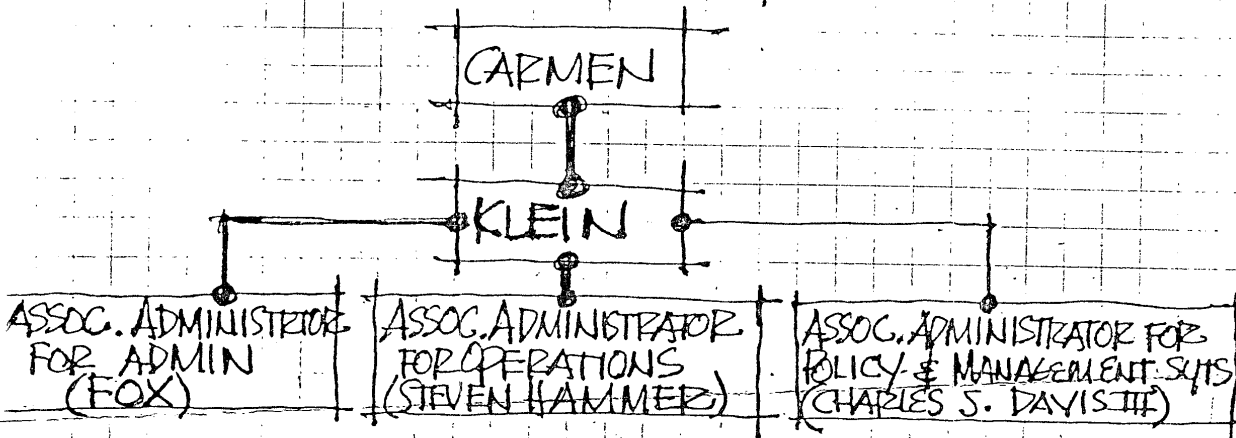 CARMEN
KLEIN
ASSOC. ADMINISTRTOR
FOR ADMIN
(FOX)
ASSOC. ADMINISTRATOR
FOR OPERATIONS
(STEVEN HAMMER)
ASSOC. ADMINISTRATOR FOR
POLICY & MANAGEMENT SYTS
(CHARLES S. DAVIS III)